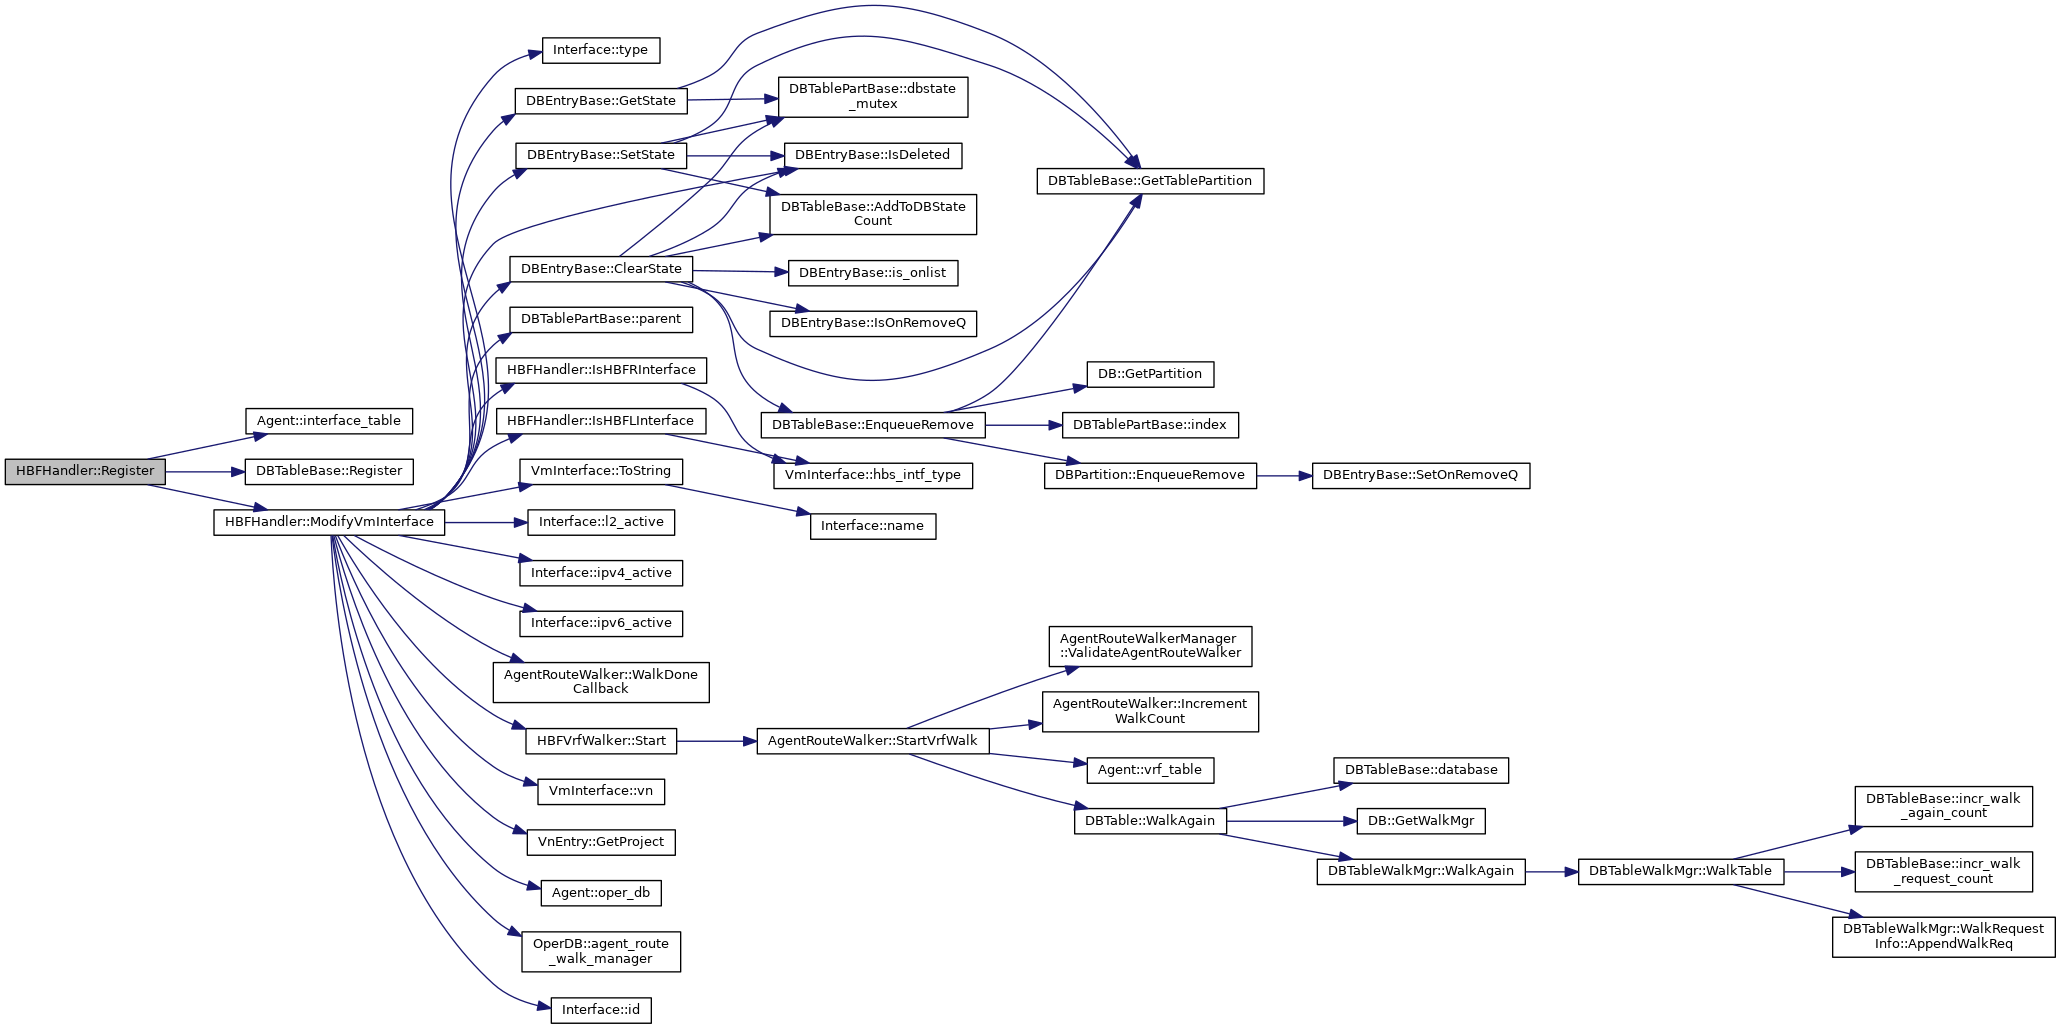 HBFHandler::Register
Agent::interface_table
DBTableBase::Register
HBFHandler::ModifyVmInterface
Interface::type
DBEntryBase::GetState
DBEntryBase::SetState
DBEntryBase::ClearState
DBTablePartBase::parent
HBFHandler::IsHBFRInterface
HBFHandler::IsHBFLInterface
VmInterface::ToString
Interface::l2_active
Interface::ipv4_active
Interface::ipv6_active
AgentRouteWalker::WalkDone
Callback
HBFVrfWalker::Start
VmInterface::vn
VnEntry::GetProject
Agent::oper_db
OperDB::agent_route
_walk_manager
Interface::id
DBTablePartBase::dbstate
_mutex
DBEntryBase::IsDeleted
DBTableBase::AddToDBState
Count
DBEntryBase::is_onlist
DBEntryBase::IsOnRemoveQ
DBTableBase::EnqueueRemove
VmInterface::hbs_intf_type
Interface::name
AgentRouteWalker::StartVrfWalk
DBTableBase::GetTablePartition
DB::GetPartition
DBTablePartBase::index
DBPartition::EnqueueRemove
DBEntryBase::SetOnRemoveQ
AgentRouteWalkerManager
::ValidateAgentRouteWalker
AgentRouteWalker::Increment
WalkCount
Agent::vrf_table
DBTable::WalkAgain
DBTableBase::database
DB::GetWalkMgr
DBTableWalkMgr::WalkAgain
DBTableWalkMgr::WalkTable
DBTableBase::incr_walk
_again_count
DBTableBase::incr_walk
_request_count
DBTableWalkMgr::WalkRequest
Info::AppendWalkReq